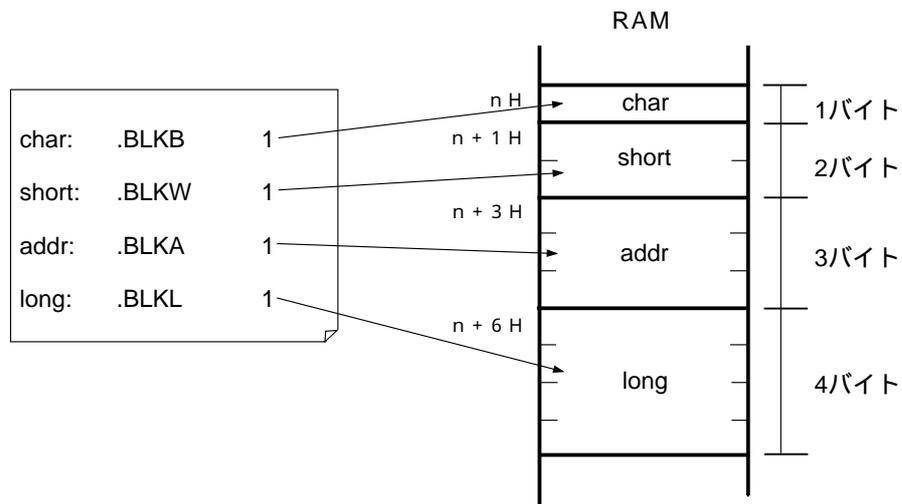 RAM
char: .BLKB 1
short: .BLKW 1
addr: .BLKA 1
long: .BLKL 1
n H
char
1バイト
n + 1 H
short
2バイト
n + 3 H
addr
3バイト
n + 6 H
long
4バイト